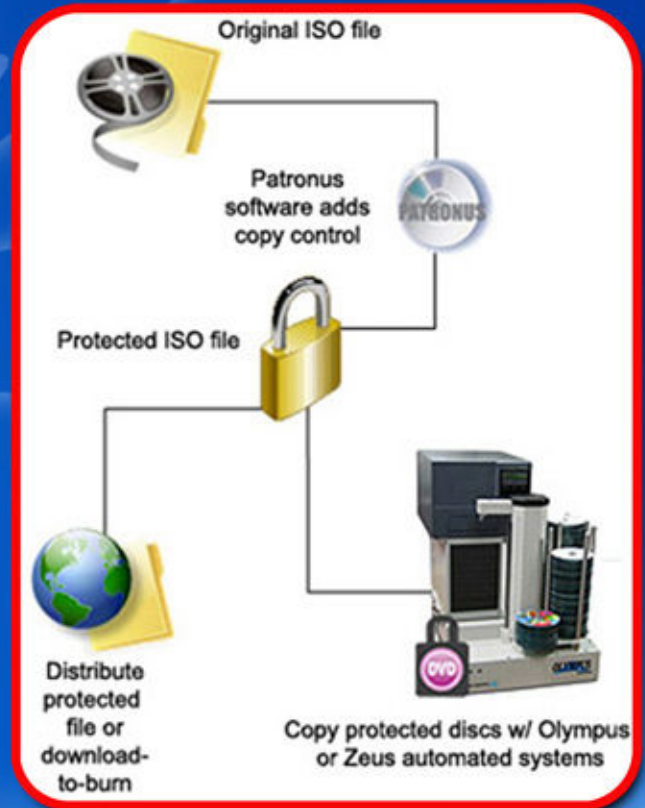 Original ISO file
Patronus
software adds
copy control
PATRONUS
Protected ISO file
Distribute
protected
file or
download-
to-burn
DVD
OLYMPUS
Copy protected discs w/ Olympus
or Zeus automated systems